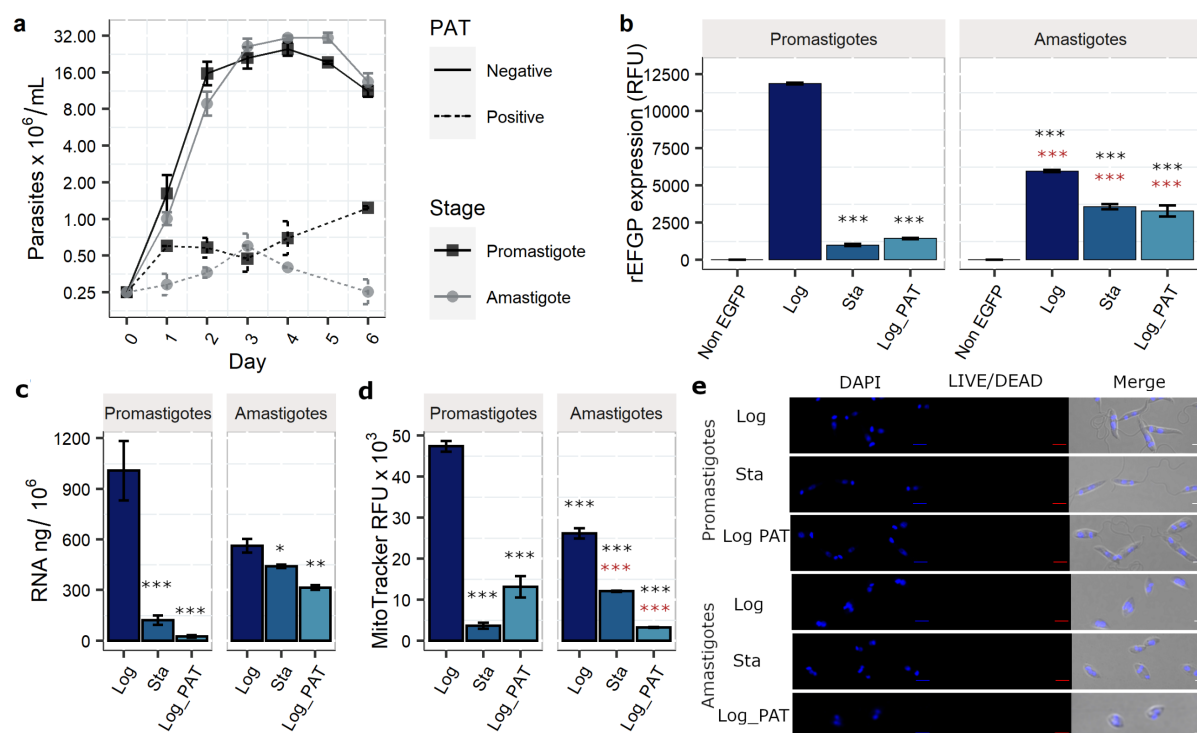 a
32.00
16.00
8.00
4.00
2.00
1.00
0.50
0.25
Parasites x 10⁶/mL
0 1 2 3 4 5 6
Day
PAT
Negative
Positive
Stage
Promastigote
Amastigote
b
Promastigotes Amastigotes
12500
10000
7500
5000
2500
0
rEFGP expression (RFU)
*** ***
*** ***
*** *** ***
*** ***
Non EGFP Log Sta Log_PAT Non EGFP Log Sta Log_PAT
c
Promastigotes Amastigotes
1200
900
600
300
0
RNA ng/ 10⁶
*** *** * **
Log Sta Log_PAT Log Sta Log_PAT
d
Promastigotes Amastigotes
50
40
30
20
10
0
MitoTracker RFU x 10³
*** *** *** *** ***
*** ***
Log Sta Log_PAT Log Sta Log_PAT
e
DAPI LIVE/DEAD Merge
Promastigotes
Log
Sta
Log PAT
Amastigotes
Log
Sta
Log_PAT